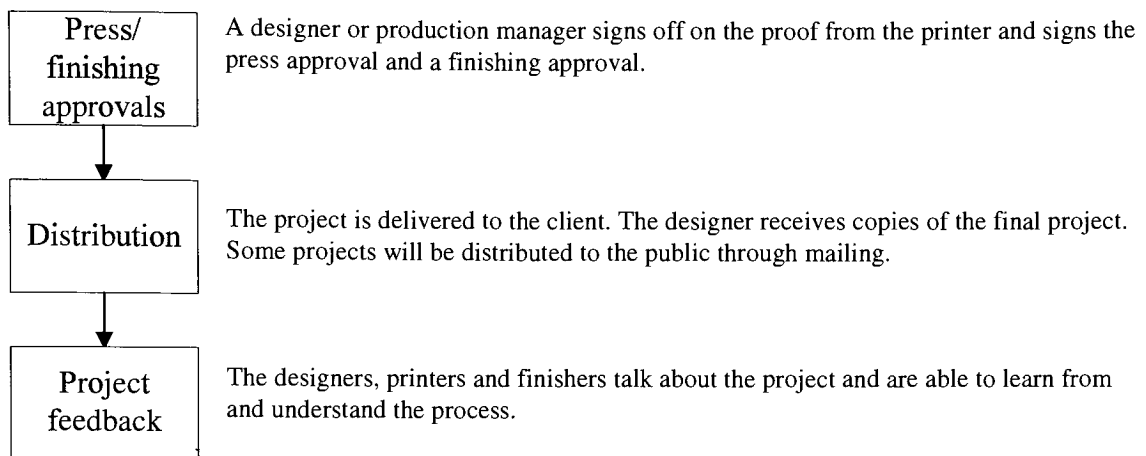 Press/
finishing
approvals
A designer or production manager signs off on the proof from the printer and signs the
press approval and a finishing approval.
Distribution
The project is delivered to the client. The designer receives copies of the final project.
Some projects will be distributed to the public through mailing.
Project
feedback
The designers, printers and finishers talk about the project and are able to learn from
and understand the process.